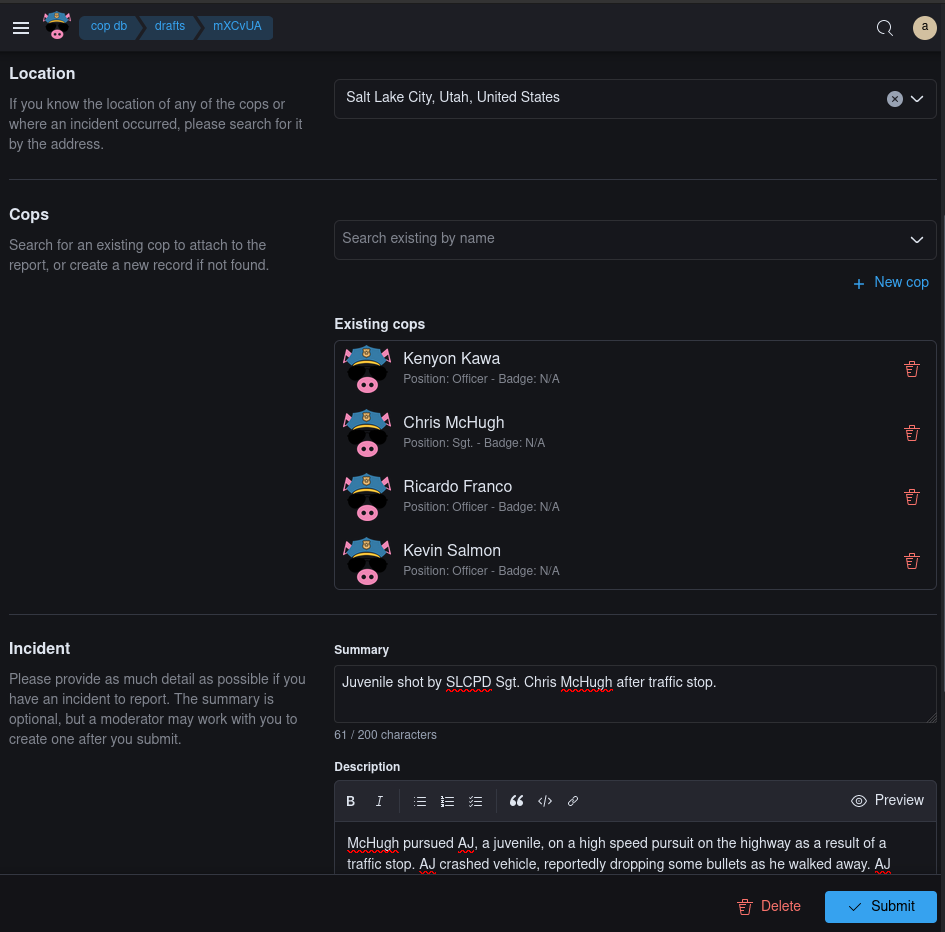 cop db drafts mXCvUA a
Location
If you know the location of any of the cops or
where an incident occurred, please search for it
by the address.
Salt Lake City, Utah, United States
Cops
Search for an existing cop to attach to the
report, or create a new record if not found.
Search existing by name
+ New cop
Existing cops
Kenyon Kawa
Position: Officer - Badge: N/A
Chris McHugh
Position: Sgt. - Badge: N/A
Ricardo Franco
Position: Officer - Badge: N/A
Kevin Salmon
Position: Officer - Badge: N/A
Incident
Please provide as much detail as possible if you
have an incident to report. The summary is
optional, but a moderator may work with you to
create one after you submit.
Summary
Juvenile shot by SLCPD Sgt. Chris McHugh after traffic stop.
61 / 200 characters
Description
B I Preview
McHugh pursued AJ, a juvenile, on a high speed pursuit on the highway as a result of a
traffic stop. AJ crashed vehicle, reportedly dropping some bullets as he walked away. AJ
Delete Submit